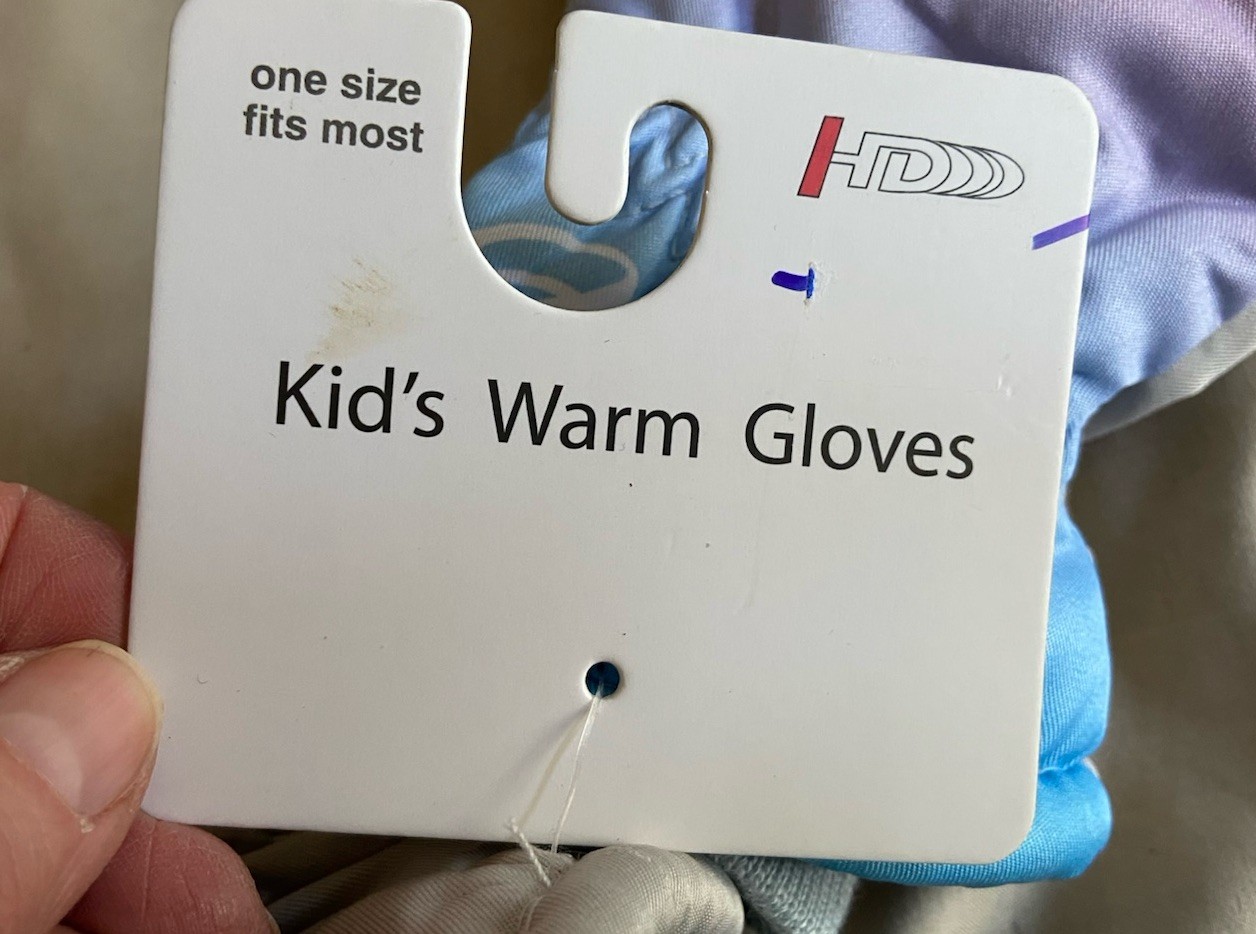 one size
fits most
HD
Kid's Warm Gloves